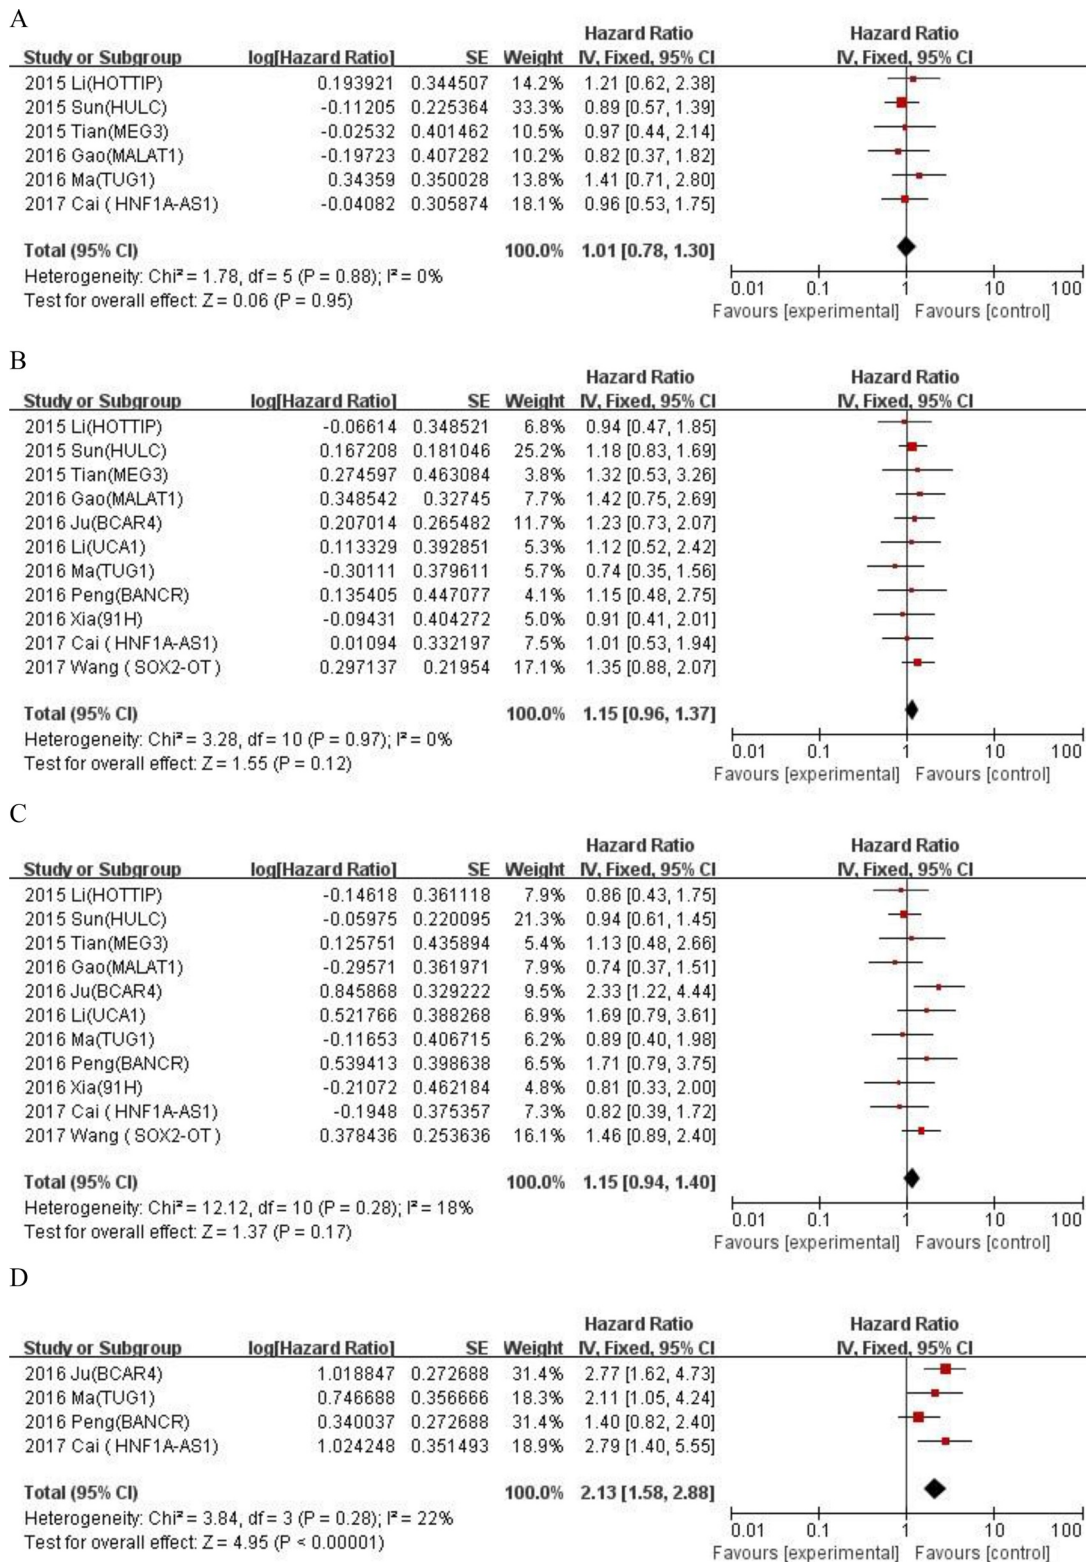 A
Hazard Ratio Hazard Ratio
Study or Subgroup log[Hazard Ratio] SE Weight IV, Fixed, 95% CI IV, Fixed, 95% CI
2015 Li(HOTTIP) 0.193921 0.344507 14.2% 1.21 [0.62, 2.38]
2015 Sun(HULC) -0.11205 0.225364 33.3% 0.89 [0.57, 1.39]
2015 Tian(MEG3) -0.02532 0.401462 10.5% 0.97 [0.44, 2.14]
2016 Gao(MALAT1) -0.19723 0.407282 10.2% 0.82 [0.37, 1.82]
2016 Ma(TUG1) 0.34359 0.350028 13.8% 1.41 [0.71, 2.80]
2017 Cai ( HNF1A-AS1) -0.04082 0.305874 18.1% 0.96 [0.53, 1.75]
Total (95% CI) 100.0% 1.01 [0.78, 1.30]
Heterogeneity: Chi² = 1.78, df = 5 (P = 0.88); I² = 0%
Test for overall effect: Z = 0.06 (P = 0.95)
0.01 0.1 1 10 100
Favours [experimental] Favours [control]
B
Hazard Ratio Hazard Ratio
Study or Subgroup log[Hazard Ratio] SE Weight IV, Fixed, 95% CI IV, Fixed, 95% CI
2015 Li(HOTTIP) -0.06614 0.348521 6.8% 0.94 [0.47, 1.85]
2015 Sun(HULC) 0.167208 0.181046 25.2% 1.18 [0.83, 1.69]
2015 Tian(MEG3) 0.274597 0.463084 3.8% 1.32 [0.53, 3.26]
2016 Gao(MALAT1) 0.348542 0.32745 7.7% 1.42 [0.75, 2.69]
2016 Ju(BCAR4) 0.207014 0.265482 11.7% 1.23 [0.73, 2.07]
2016 Li(UCA1) 0.113329 0.392851 5.3% 1.12 [0.52, 2.42]
2016 Ma(TUG1) -0.30111 0.379611 5.7% 0.74 [0.35, 1.56]
2016 Peng(BANCR) 0.135405 0.447077 4.1% 1.15 [0.48, 2.75]
2016 Xia(91H) -0.09431 0.404272 5.0% 0.91 [0.41, 2.01]
2017 Cai ( HNF1A-AS1) 0.01094 0.332197 7.5% 1.01 [0.53, 1.94]
2017 Wang ( SOX2-OT) 0.297137 0.21954 17.1% 1.35 [0.88, 2.07]
Total (95% CI) 100.0% 1.15 [0.96, 1.37]
Heterogeneity: Chi² = 3.28, df = 10 (P = 0.97); I² = 0%
Test for overall effect: Z = 1.55 (P = 0.12)
0.01 0.1 1 10 100
Favours [experimental] Favours [control]
C
Hazard Ratio Hazard Ratio
Study or Subgroup log[Hazard Ratio] SE Weight IV, Fixed, 95% CI IV, Fixed, 95% CI
2015 Li(HOTTIP) -0.14618 0.361118 7.9% 0.86 [0.43, 1.75]
2015 Sun(HULC) -0.05975 0.220095 21.3% 0.94 [0.61, 1.45]
2015 Tian(MEG3) 0.125751 0.435894 5.4% 1.13 [0.48, 2.66]
2016 Gao(MALAT1) -0.29571 0.361971 7.9% 0.74 [0.37, 1.51]
2016 Ju(BCAR4) 0.845868 0.329222 9.5% 2.33 [1.22, 4.44]
2016 Li(UCA1) 0.521766 0.388268 6.9% 1.69 [0.79, 3.61]
2016 Ma(TUG1) -0.11653 0.406715 6.2% 0.89 [0.40, 1.98]
2016 Peng(BANCR) 0.539413 0.398638 6.5% 1.71 [0.79, 3.75]
2016 Xia(91H) -0.21072 0.462184 4.8% 0.81 [0.33, 2.00]
2017 Cai ( HNF1A-AS1) -0.1948 0.375357 7.3% 0.82 [0.39, 1.72]
2017 Wang ( SOX2-OT ) 0.378436 0.253636 16.1% 1.46 [0.89, 2.40]
Total (95% CI) 100.0% 1.15 [0.94, 1.40]
Heterogeneity: Chi² = 12.12, df = 10 (P = 0.28); I² = 18%
Test for overall effect: Z = 1.37 (P = 0.17)
0.01 0.1 1 10 100
Favours [experimental] Favours [control]
D
Hazard Ratio Hazard Ratio
Study or Subgroup log[Hazard Ratio] SE Weight IV, Fixed, 95% CI IV, Fixed, 95% CI
2016 Ju(BCAR4) 1.018847 0.272688 31.4% 2.77 [1.62, 4.73]
2016 Ma(TUG1) 0.746688 0.356666 18.3% 2.11 [1.05, 4.24]
2016 Peng(BANCR) 0.340037 0.272688 31.4% 1.40 [0.82, 2.40]
2017 Cai ( HNF1A-AS1) 1.024248 0.351493 18.9% 2.79 [1.40, 5.55]
Total (95% CI) 100.0% 2.13 [1.58, 2.88]
Heterogeneity: Chi² = 3.84, df = 3 (P = 0.28); I² = 22%
Test for overall effect: Z = 4.95 (P < 0.00001)
0.01 0.1 1 10 100
Favours [experimental] Favours [control]